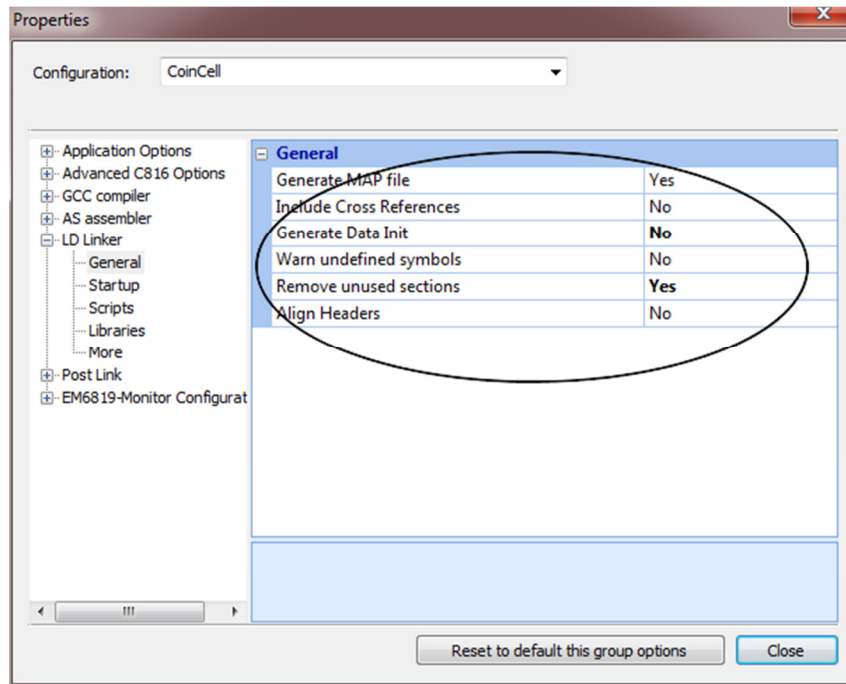 Properties
Configuration: CoinCell
Application Options
Advanced C816 Options
GCC compiler
AS assembler
LD Linker
General
Startup
Scripts
Libraries
More
Post Link
EM6819-Monitor Configurat
General
Generate MAP file Yes
Include Cross References No
Generate Data Init No
Warn undefined symbols No
Remove unused sections Yes
Align Headers No
Reset to default this group options
Close